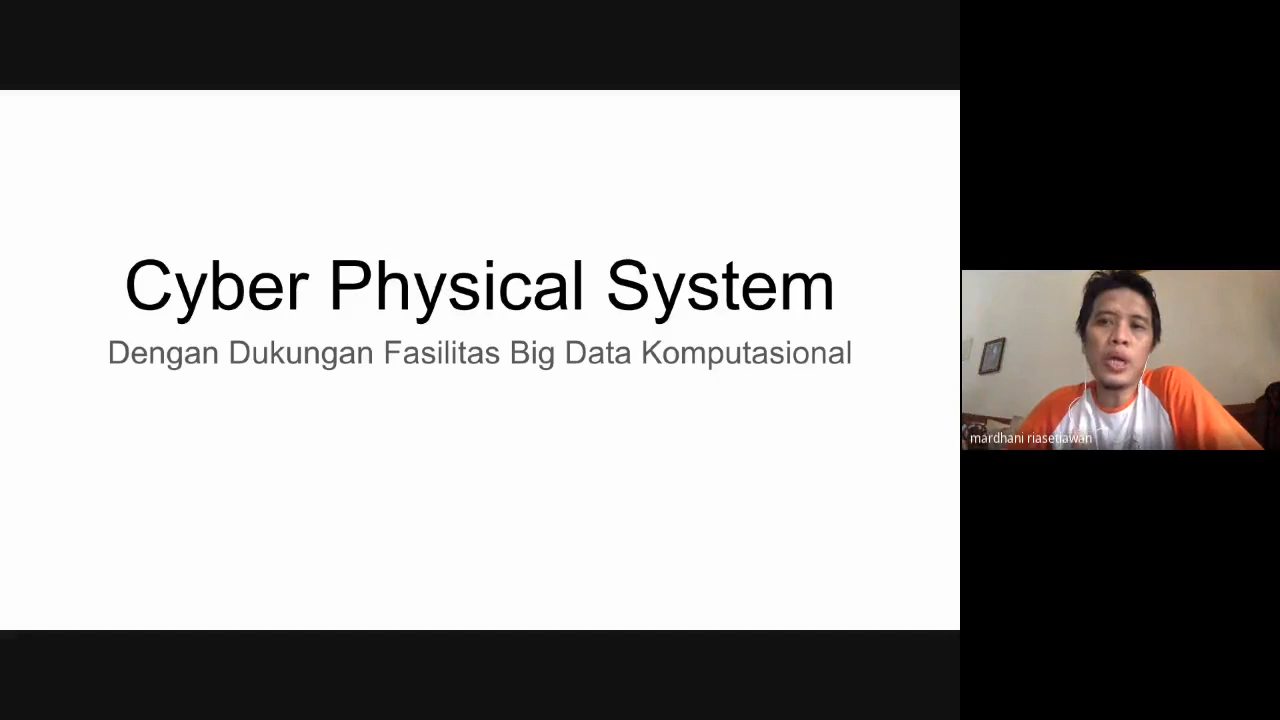 Cyber Physical System
Dengan Dukungan Fasilitas Big Data Komputasional
mardhani riasetiawan